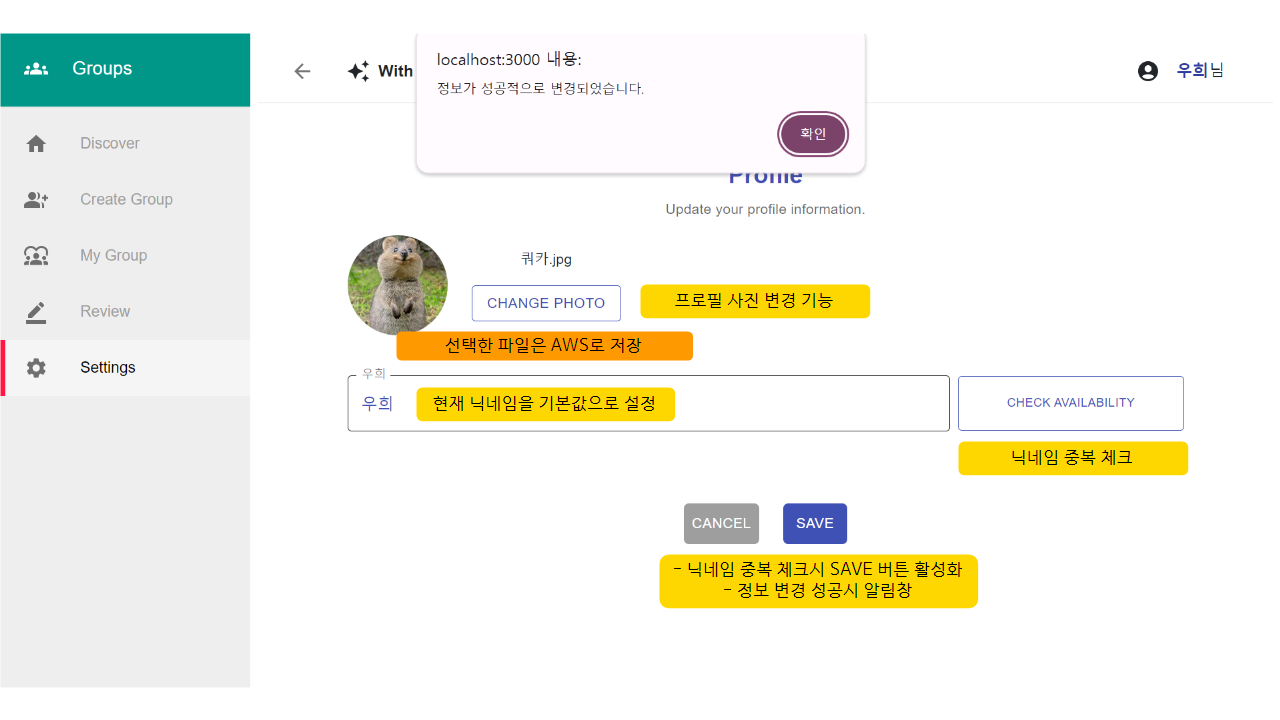 Groups
With
localhost:3000 내용:
정보가 성공적으로 변경되었습니다.
확인
우희님
Discover
Create Group
My Group
Review
Settings
Profile
Update your profile information.
쿼카.jpg
CHANGE PHOTO
프로필 사진 변경 기능
선택한 파일은 AWS로 저장
우희
우희
현재 닉네임을 기본값으로 설정
CHECK AVAILABILITY
닉네임 중복 체크
CANCEL
SAVE
- 닉네임 중복 체크시 SAVE 버튼 활성화
- 정보 변경 성공시 알림창